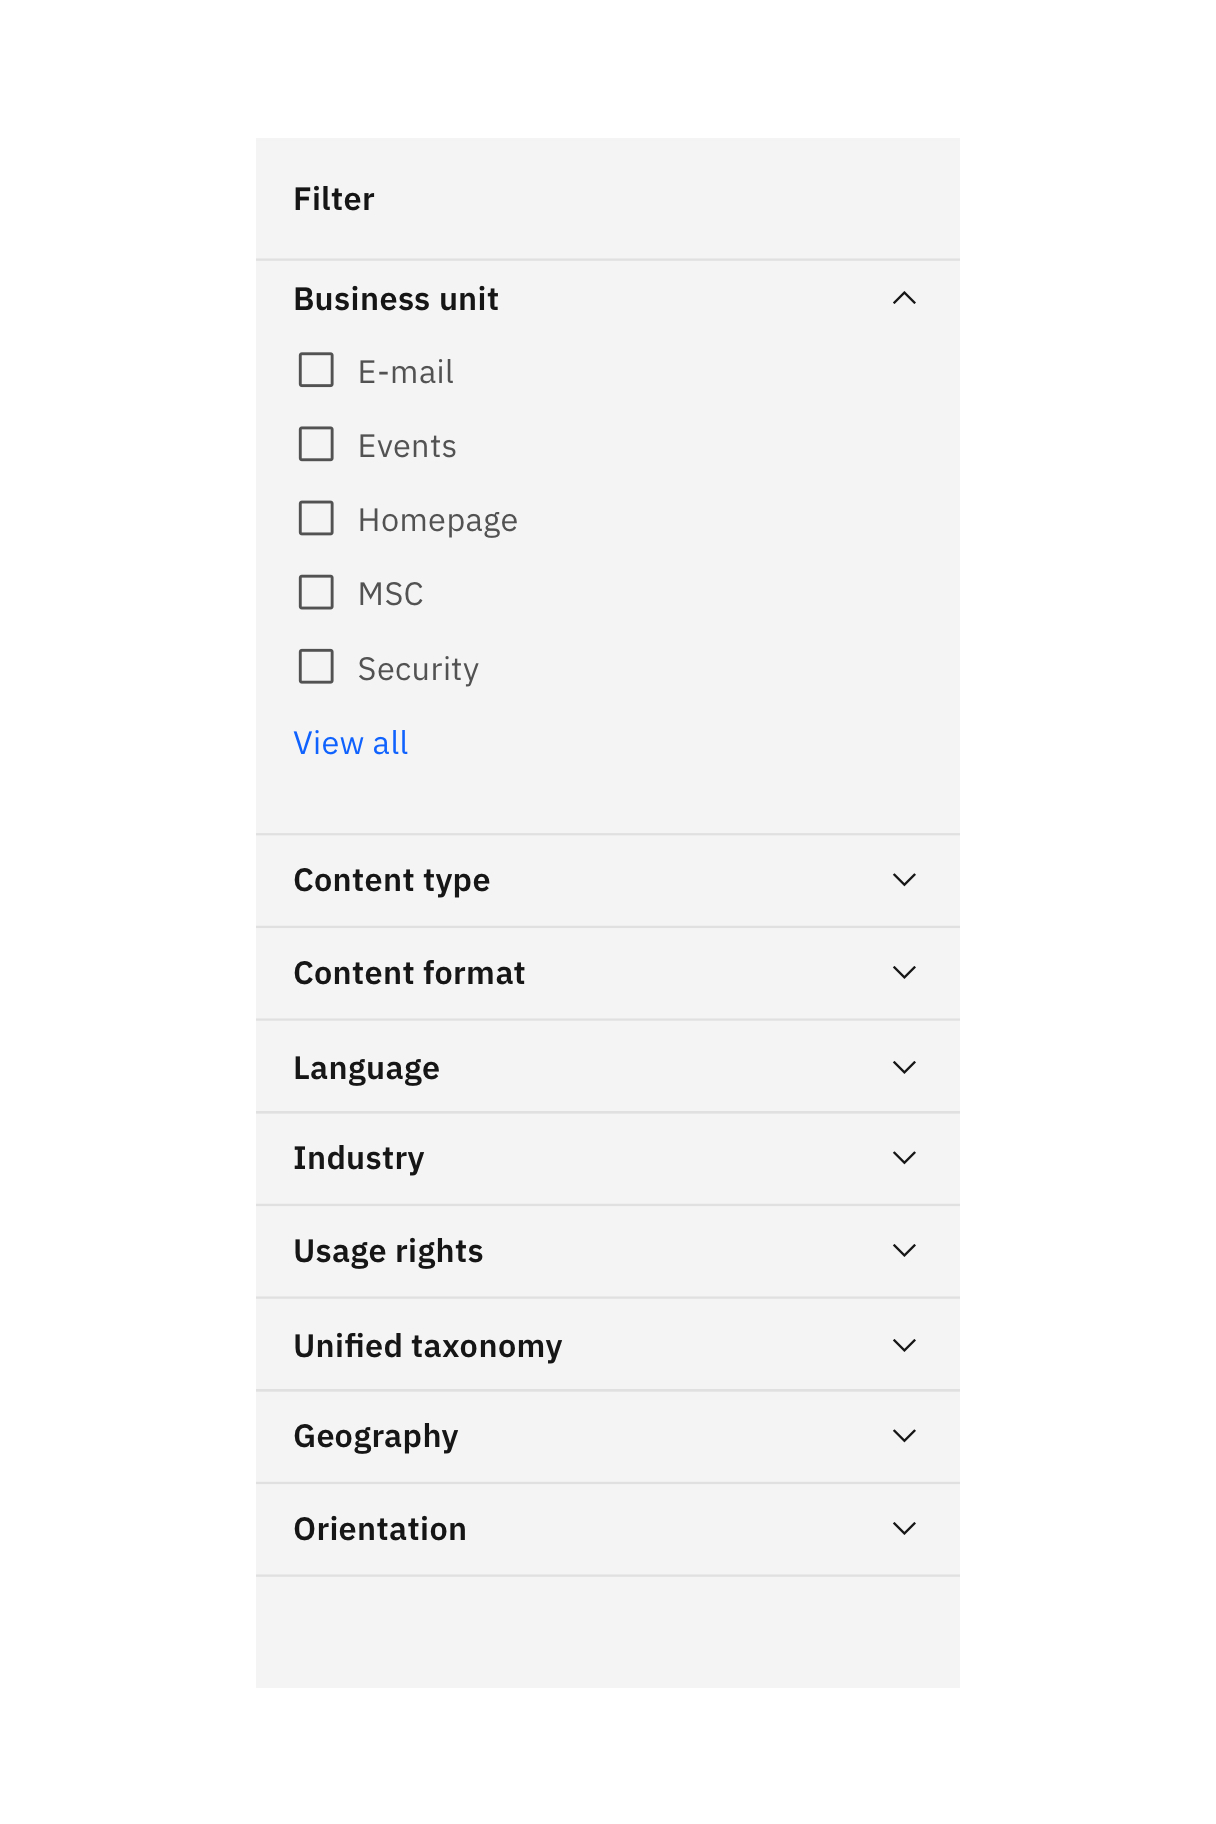 Filter
Business unit
E-mail
Events
Homepage
MSC
Security
View all
Content type
Content format
Language
Industry
Usage rights
Unified taxonomy
Geography
Orientation